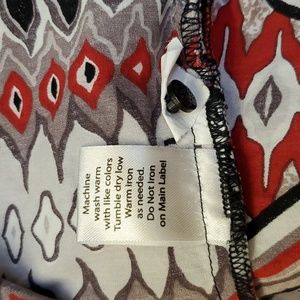 Machine
wash warm
with like colors
Tumble dry low
Warm iron
as needed.
Do Not Iron
on Main Label